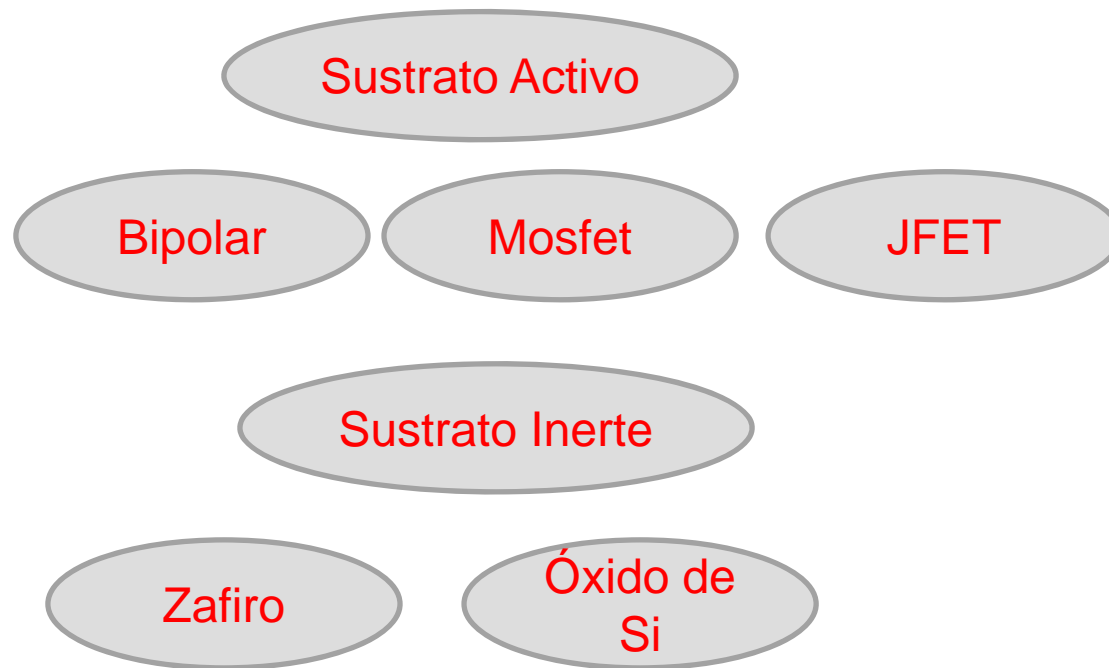 Sustrato Activo
Bipolar
Mosfet
JFET
Sustrato Inerte
Zafiro
Óxido de
Si